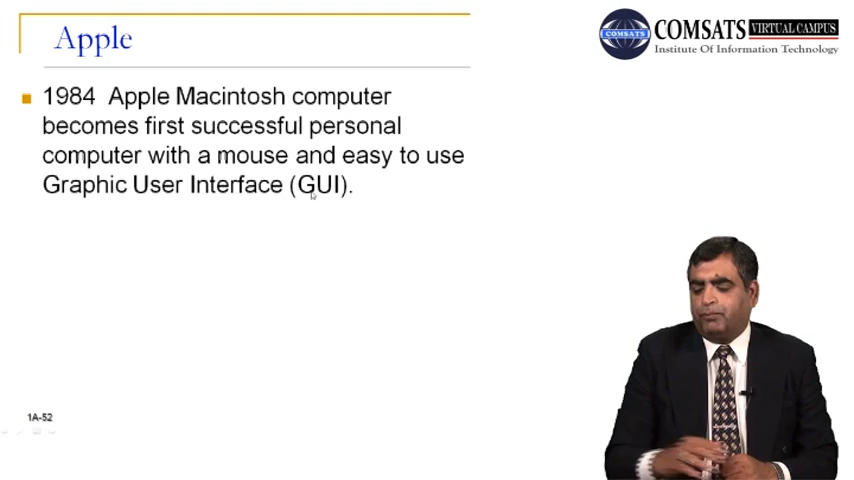 Apple
COMSATS VIRTUAL CAMPUS
Institute Of Information Technology
COMSATS
1984 Apple Macintosh computer
becomes first successful personal
computer with a mouse and easy to use
Graphic User Interface (GUI).
1A-52